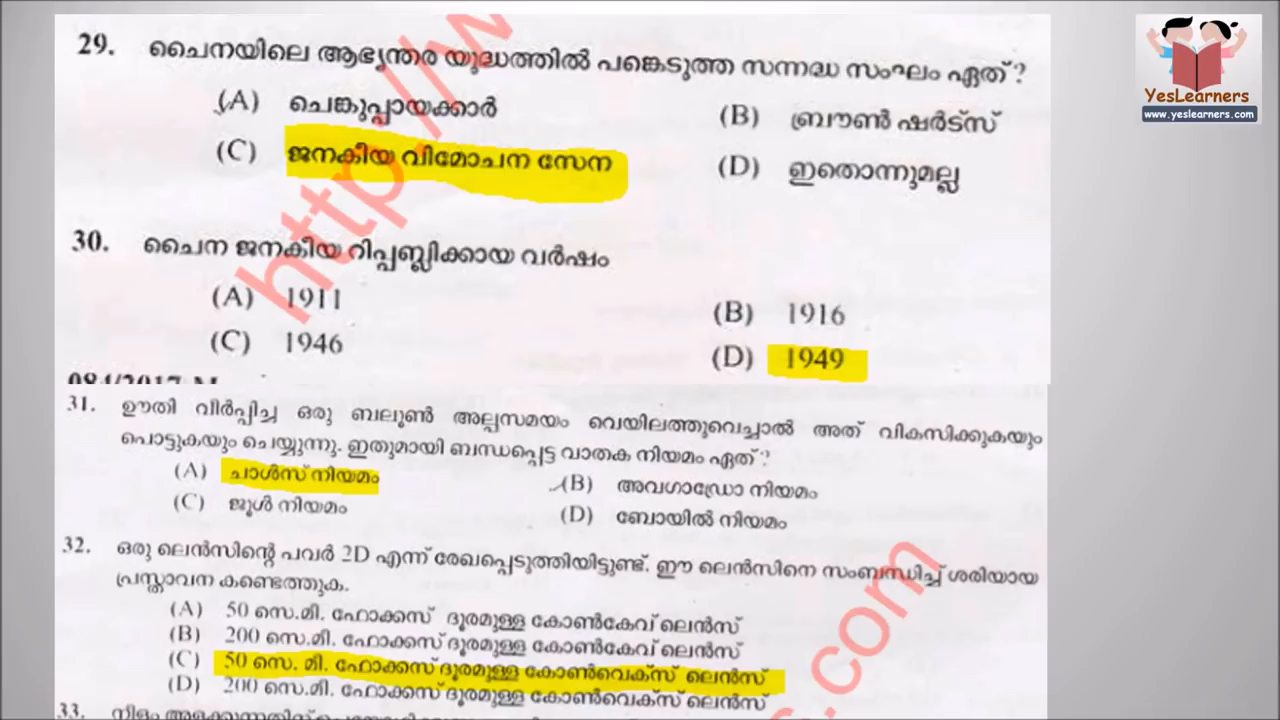 29. ചൈനയിലെ ആഭ്യന്തര യുദ്ധത്തിൽ പങ്കെടുത്ത സന്നദ്ധ സംഘം ഏത് ?
(A) ചെങ്കുപ്പായക്കാർ (B) ബ്രൗൺ ഷർട്സ്
(C) ജനകീയ വിമോചന സേന (D) ഇതൊന്നുമല്ല
30. ചൈന ജനകീയ റിപ്പബ്ലിക്കായ വർഷം
(A) 1911 (B) 1916
(C) 1946 (D) 1949
31. ഊതി വീർപ്പിച്ച ഒരു ബലൂൺ അല്പസമയം വെയിലത്തുവെച്ചാൽ അത് വികസിക്കുകയും
പൊട്ടുകയും ചെയ്യുന്നു. ഇതുമായി ബന്ധപ്പെട്ട വാതക നിയമം ഏത് ?
(A) ചാൾസ് നിയമം (B) അവഗാഡ്രോ നിയമം
(C) ജൂൾ നിയമം (D) ബോയിൽ നിയമം
32. ഒരു ലെൻസിന്റെ പവർ 2D എന്ന് രേഖപ്പെടുത്തിയിട്ടുണ്ട്. ഈ ലെൻസിനെ സംബന്ധിച്ച് ശരിയായ
പ്രസ്താവന കണ്ടെത്തുക.
(A) 50 സെ.മീ. ഫോക്കസ് ദൂരമുള്ള കോൺകേവ് ലെൻസ്
(B) 200 സെ.മീ. ഫോക്കസ് ദൂരമുള്ള കോൺകേവ് ലെൻസ്
(C) 50 സെ. മീ. ഫോക്കസ് ദൂരമുള്ള കോൺവെക്സ് ലെൻസ്
(D) 200 സെ.മീ. ഫോക്കസ് ദൂരമുള്ള കോൺവെക്സ് ലെൻസ്
33.
http://w
.com
YesLearners
www.yeslearners.com